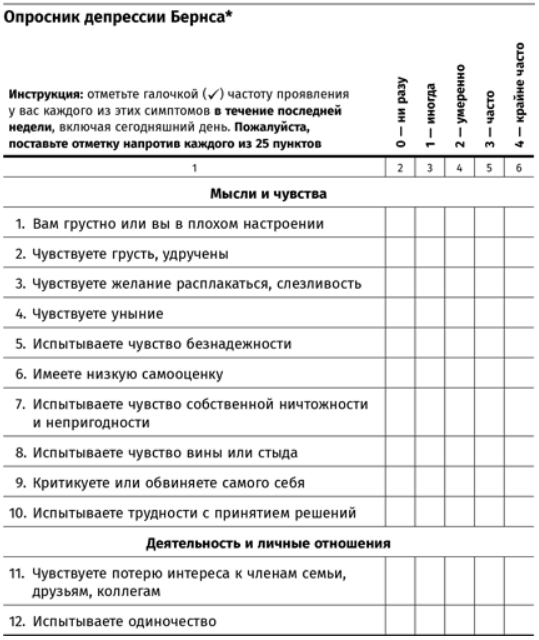 Опросник депрессии Бернса*
Инструкция: отметьте галочкой (✓) частоту проявления
у вас каждого из этих симптомов в течение последней
недели, включая сегодняшний день. Пожалуйста,
поставьте отметку напротив каждого из 25 пунктов
0 — ни разу
1 — иногда
2 — умеренно
3 — часто
4 — крайне часто
1 2 3 4 5 6
Мысли и чувства
1. Вам грустно или вы в плохом настроении
2. Чувствуете грусть, удручены
3. Чувствуете желание расплакаться, слезливость
4. Чувствуете уныние
5. Испытываете чувство безнадежности
6. Имеете низкую самооценку
7. Испытываете чувство собственной ничтожности
и непригодности
8. Испытываете чувство вины или стыда
9. Критикуете или обвиняете самого себя
10. Испытываете трудности с принятием решений
Деятельность и личные отношения
11. Чувствуете потерю интереса к членам семьи,
друзьям, коллегам
12. Испытываете одиночество